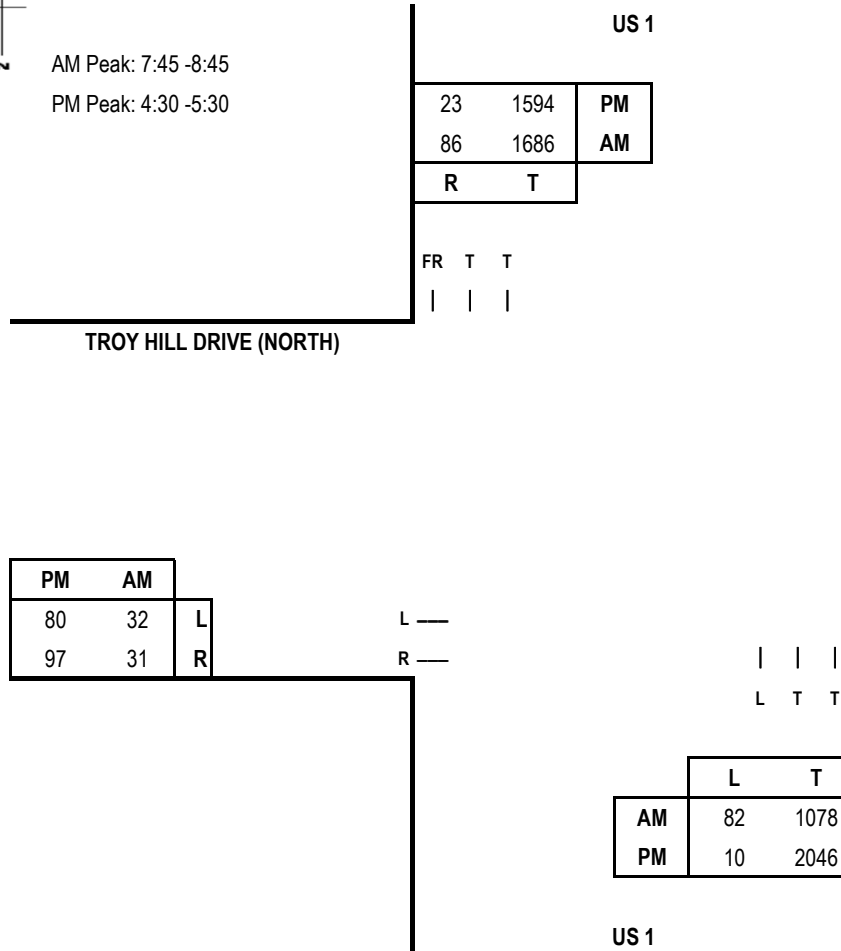 US 1
AM Peak: 7:45 -8:45
PM Peak: 4:30 -5:30
23 1594 PM
86 1686 AM
R T
FR T T
TROY HILL DRIVE (NORTH)
PM AM
80 32 L
97 31 R
L
R
L T T
L T
AM 82 1078
PM 10 2046
US 1